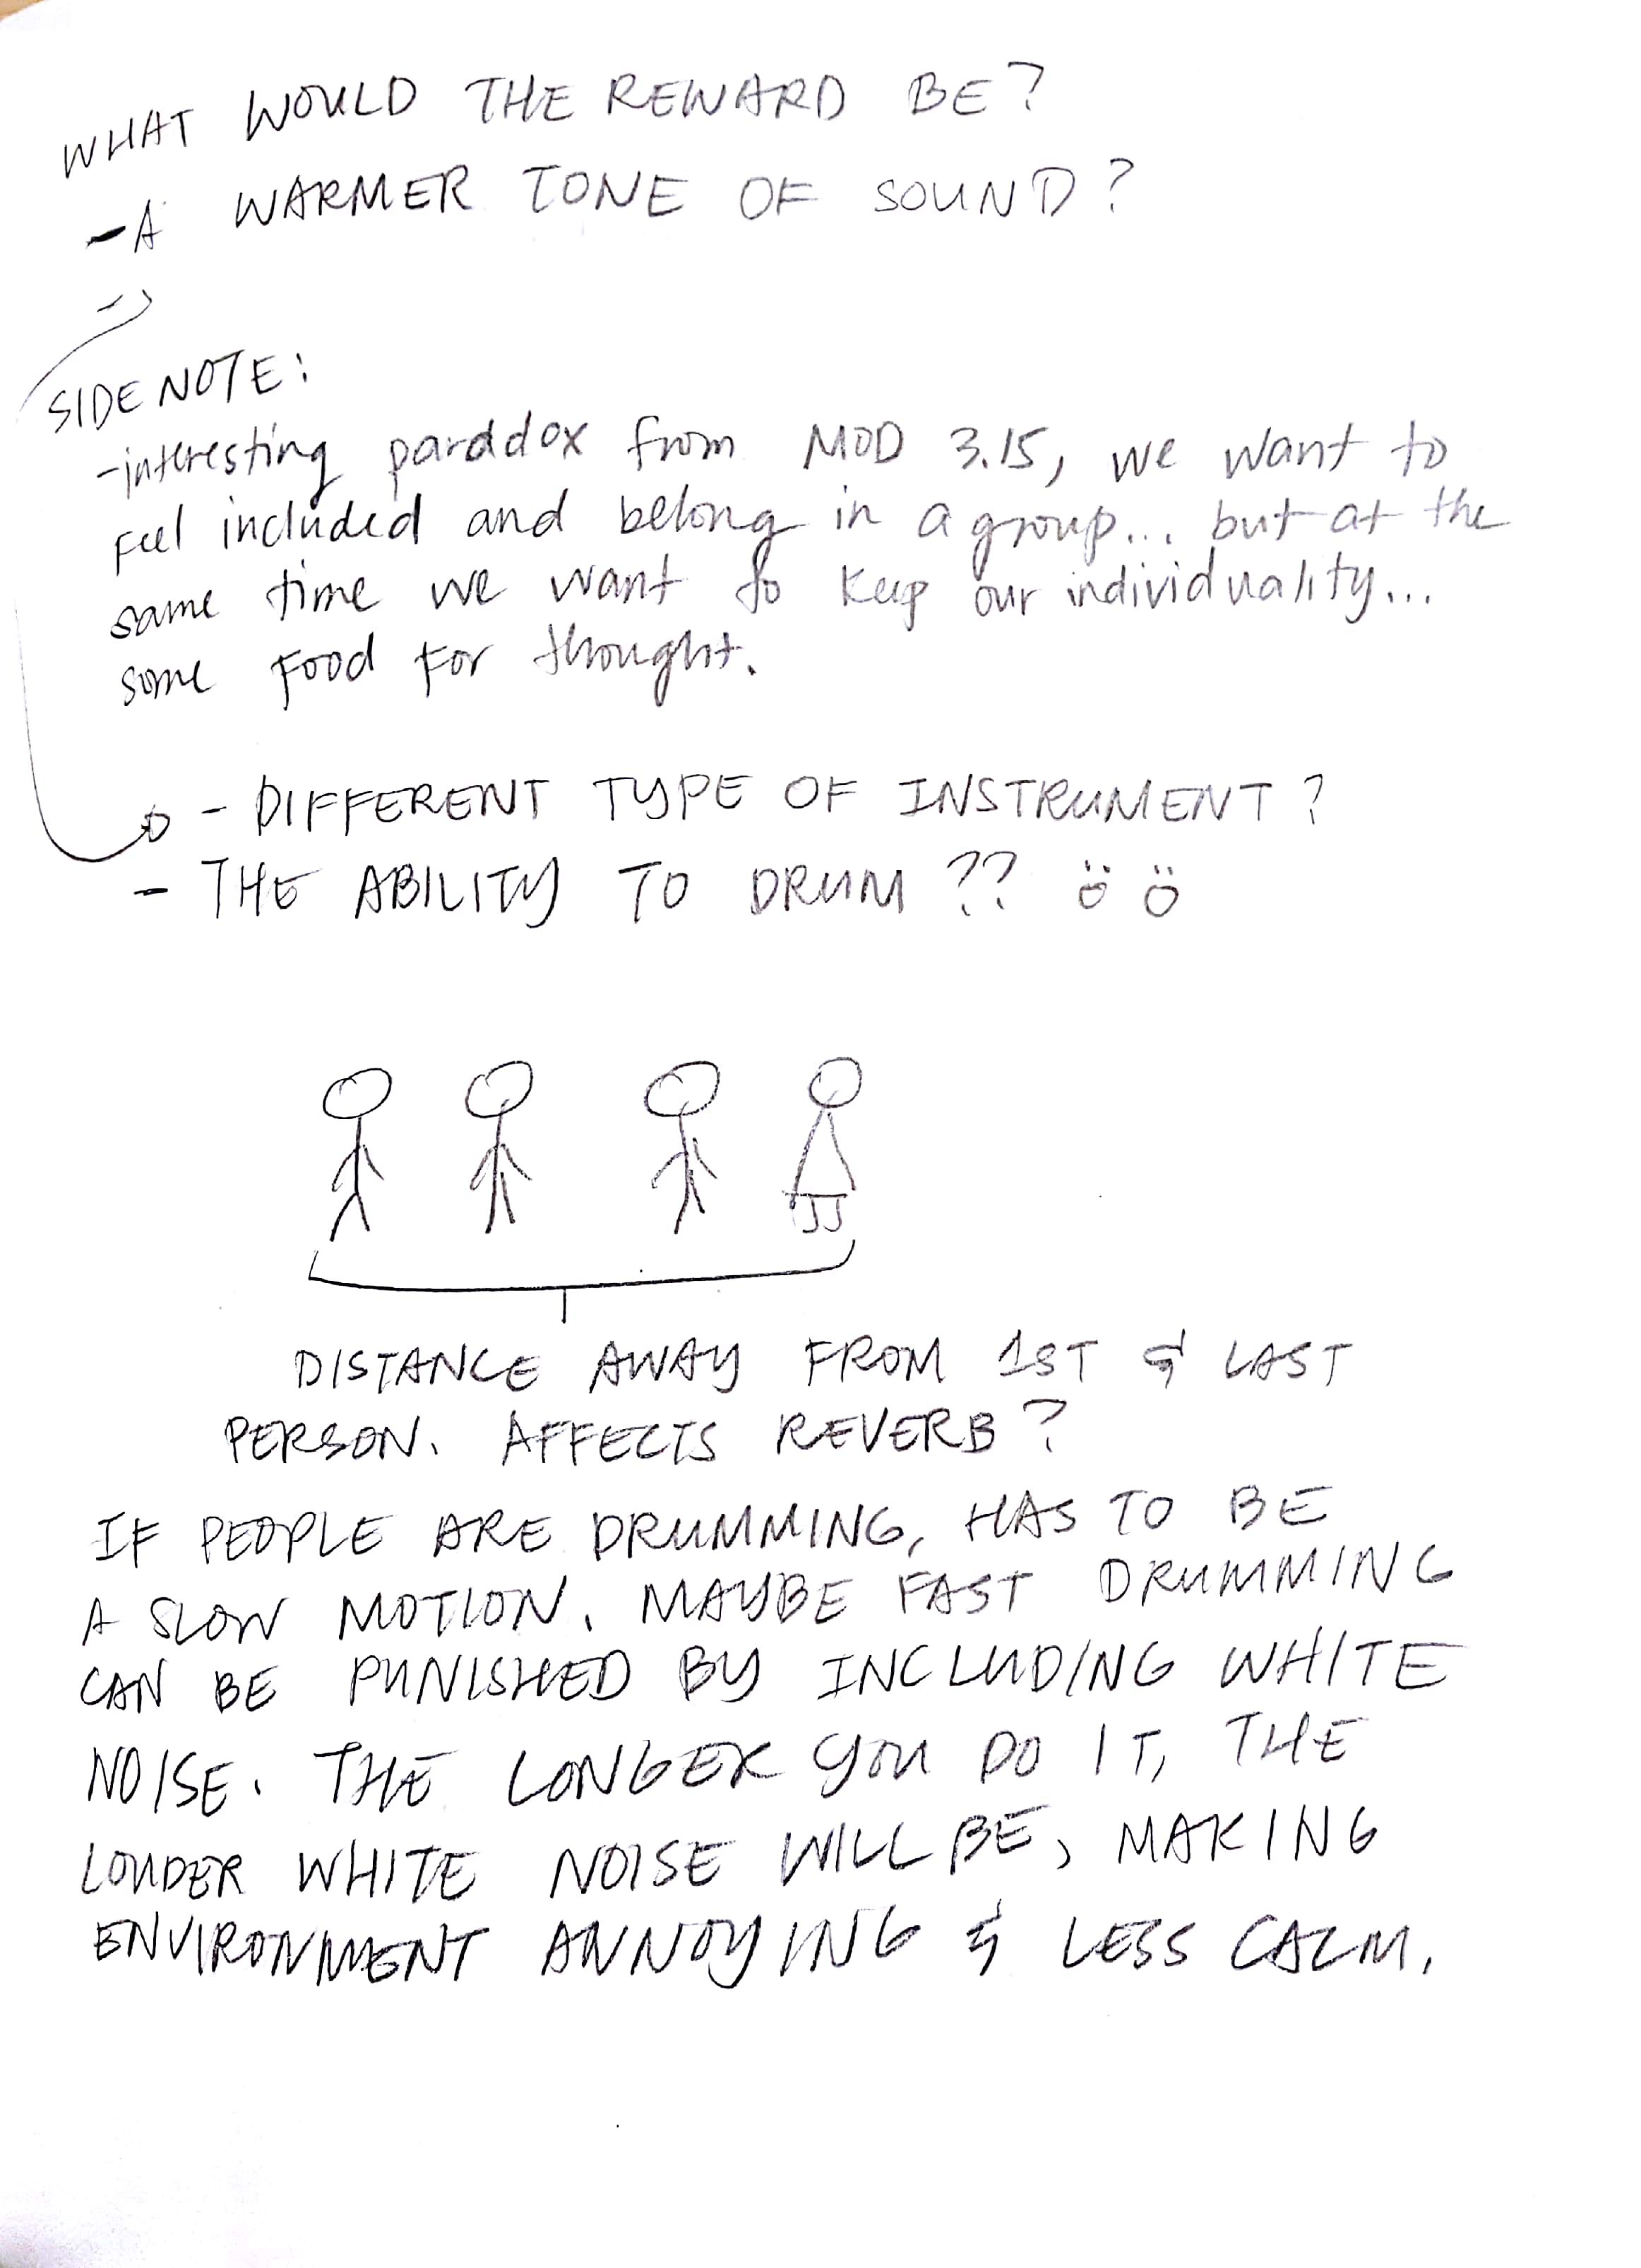 WHAT WOULD THE REWARD BE?
- A WARMER TONE OF SOUND?
SIDENOTE:
- interesting paradox from MOD 3.15, we want to
feel included and belong in a group... but at the
same time we want to keep our individuality...
some food for thought.
- DIFFERENT TYPE OF INSTRUMENT?
- THE ABILITY TO DRUM??
DISTANCE AWAY FROM 1ST & LAST
PERSON. AFFECTS REVERB?
IF PEOPLE ARE DRUMMING, HAS TO BE
A SLOW MOTION. MAYBE FAST DRUMMING
CAN BE PUNISHED BY INCLUDING WHITE
NOISE. THE LONGER YOU DO IT, THE
LOUDER WHITE NOISE WILL BE, MAKING
ENVIRONMENT ANNOYING & LESS CALM.